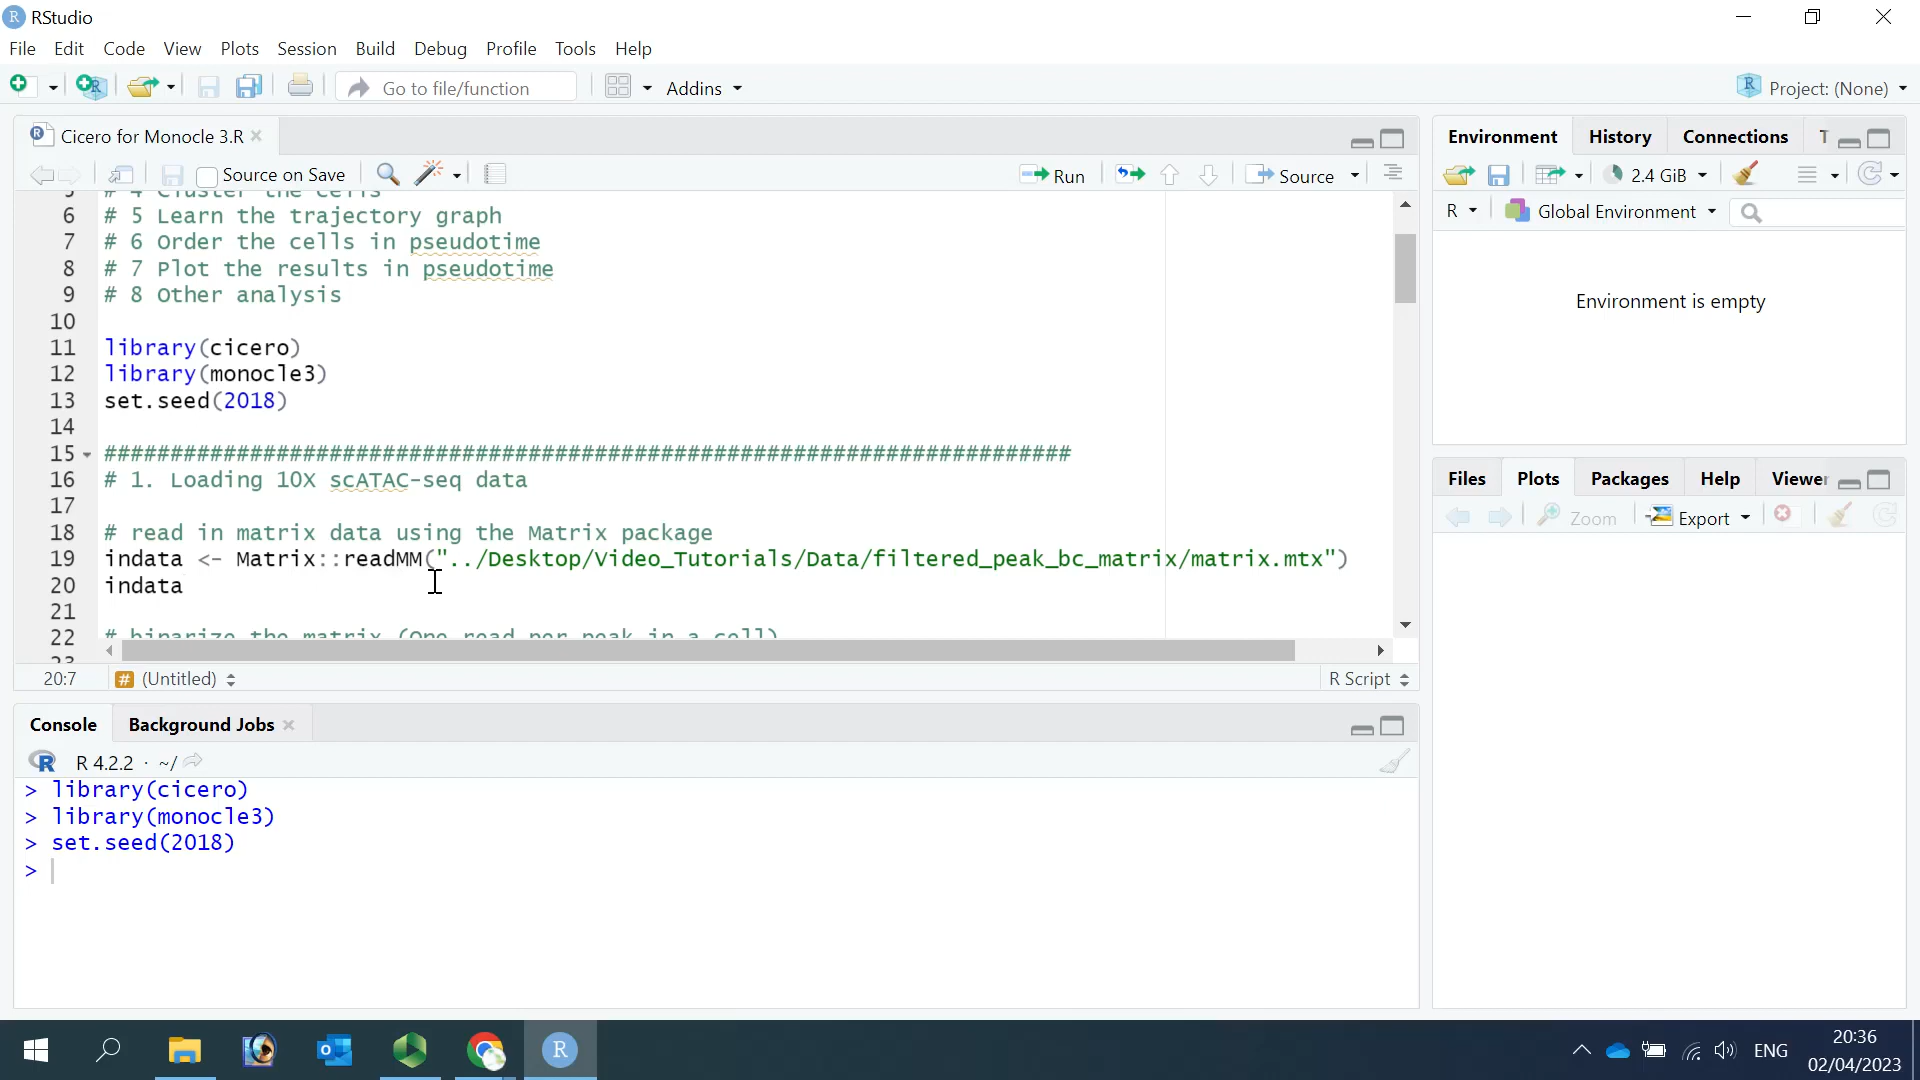 RStudio
File Edit Code View Plots Session Build Debug Profile Tools Help
Go to file/function Addins Project: (None)
Cicero for Monocle 3.R
Source on Save Run Source
# 4 Cluster the cells
6 # 5 Learn the trajectory graph
7 # 6 Order the cells in pseudotime
8 # 7 Plot the results in pseudotime
9 # 8 Other analysis
10
11 library(cicero)
12 library(monocle3)
13 set.seed(2018)
14
15 #########################################################################
16 # 1. Loading 10X scATAC-seq data
17
18 # read in matrix data using the Matrix package
19 indata <- Matrix::readMM("../Desktop/Video_Tutorials/Data/filtered_peak_bc_matrix/matrix.mtx")
20 indata
21
22 # binarize the matrix (One read per peak in a cell)
23
20:7 # (Untitled) R Script
Console Background Jobs
R 4.2.2 · ~/
> library(cicero)
> library(monocle3)
> set.seed(2018)
>
Environment History Connections T
2.4 GiB
R Global Environment
Environment is empty
Files Plots Packages Help Viewer
Zoom Export
ENG
20:36
02/04/2023